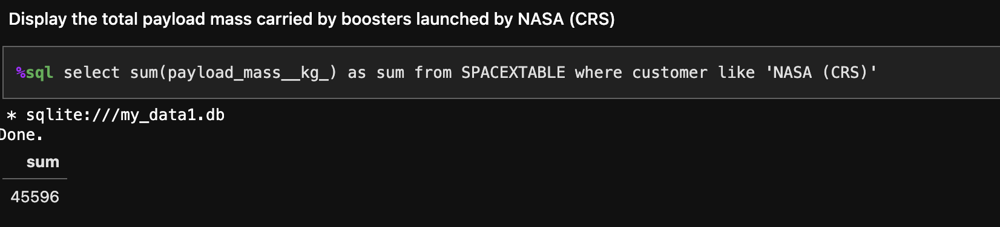 Display the total payload mass carried by boosters launched by NASA (CRS)
%sql select sum(payload_mass__kg_) as sum from SPACEXTABLE where customer like 'NASA (CRS)'
* sqlite:///my_data1.db
Done.
sum
45596